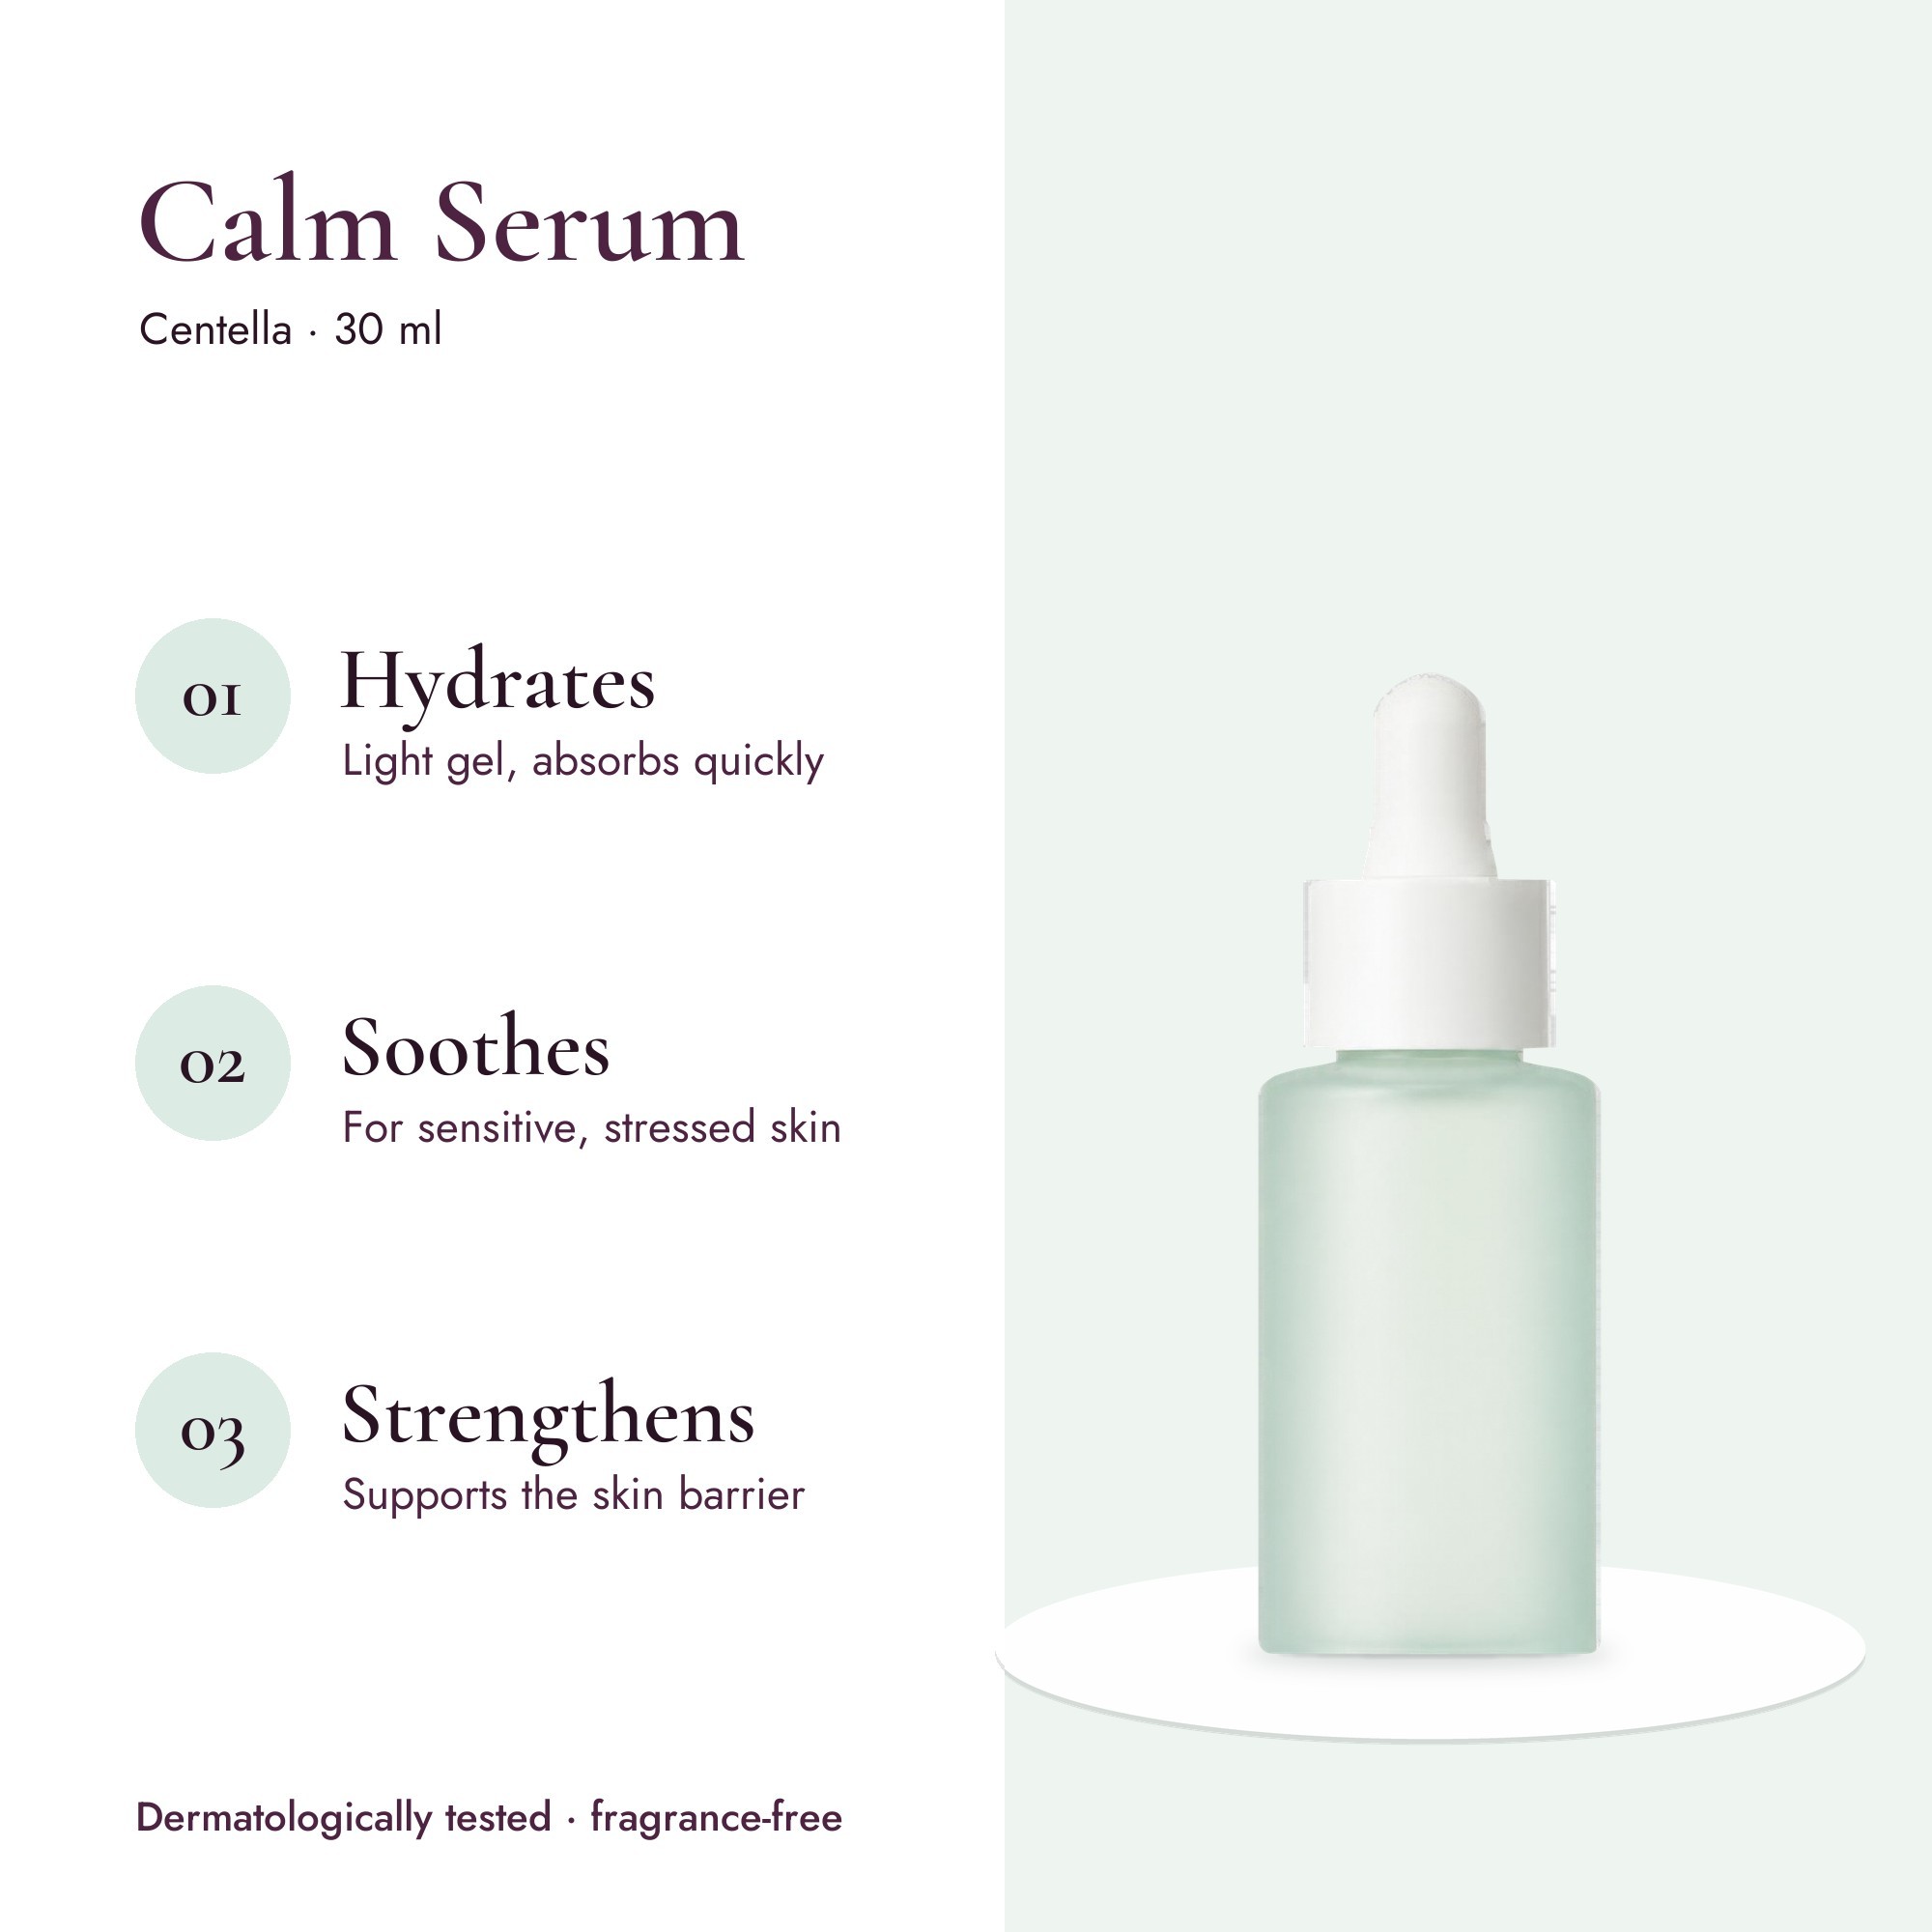 Calm Serum
Centella · 30 ml
01
Hydrates
Light gel, absorbs quickly
02
Soothes
For sensitive, stressed skin
03
Strengthens
Supports the skin barrier
Dermatologically tested · fragrance-free